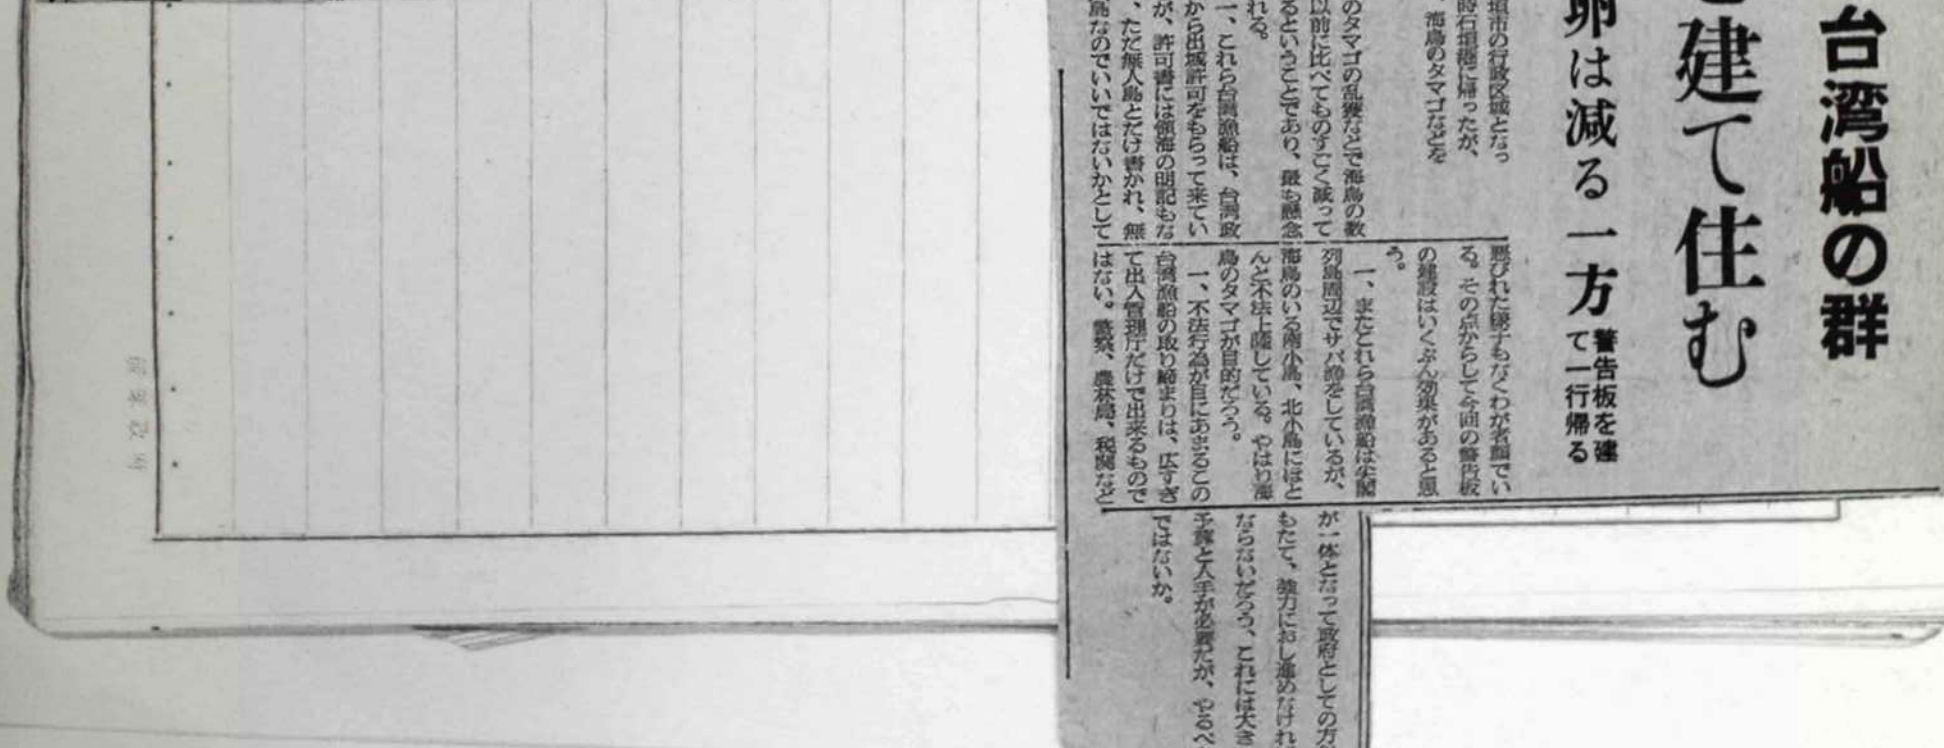 台湾船の群
建て住む
卵は減る一方
警告板を建
て一行帰る
垣市の行政区域となっ
時石垣港に帰ったが、
海鳥のタマゴなどを
のタマゴの乱獲などで海鳥の数
以前に比べてものすごく減って
るということであり、最も懸念
れる。
一、これら台湾漁船は、台湾政
から出域許可をもらって来てい
が、許可書には領海の明記もな
、ただ無人島とだけ書かれ、無
島なのでいいではないかとして
悪びれた様子もなくわが者顔でい
る。その点からして今回の警告板
の建設はいくぶん効果があると思
う。
一、またこれら台湾漁船は尖閣
列島周辺でサバ漁をしているが、
海鳥のいる南小島、北小島にほと
んと不法上陸している。やはり海
鳥のタマゴが目的だろう。
一、不法行為が目にあまるこの
台湾漁船の取り締まりは、広すぎ
て出入管理庁だけで出来るもので
はない。警察、農林局、税関など
が一体となって政府としての方
もたて、強力におし進めなけれ
ならないだろう、これには大き
予算と人手が必要だが、やるべ
ではないか。